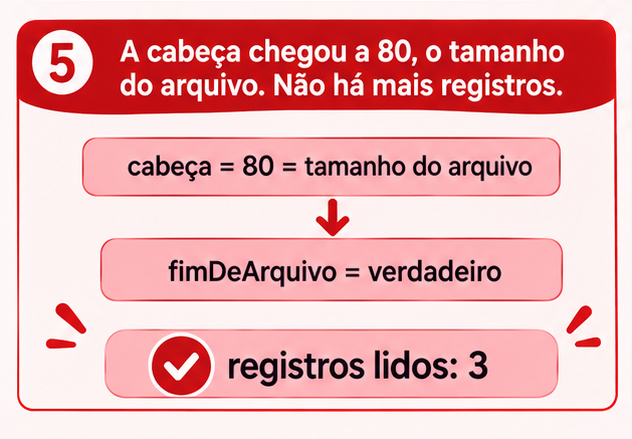 5
A cabeça chegou a 80, o tamanho
do arquivo. Não há mais registros.
cabeça = 80 = tamanho do arquivo
fimDeArquivo = verdadeiro
registros lidos: 3